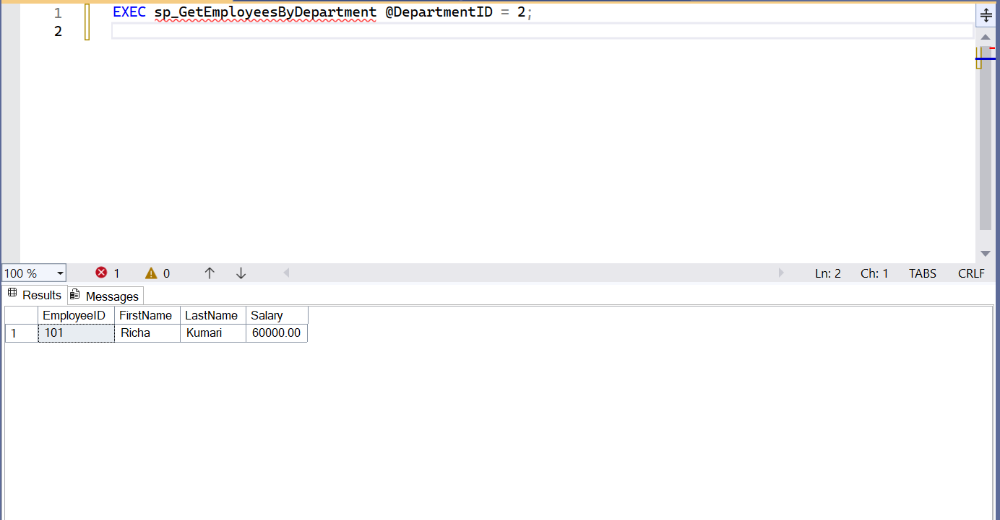 1 EXEC sp_GetEmployeesByDepartment @DepartmentID = 2;
2
100 % 1 0 Ln: 2 Ch: 1 TABS CRLF
Results Messages
EmployeeID FirstName LastName Salary
1 101 Richa Kumari 60000.00